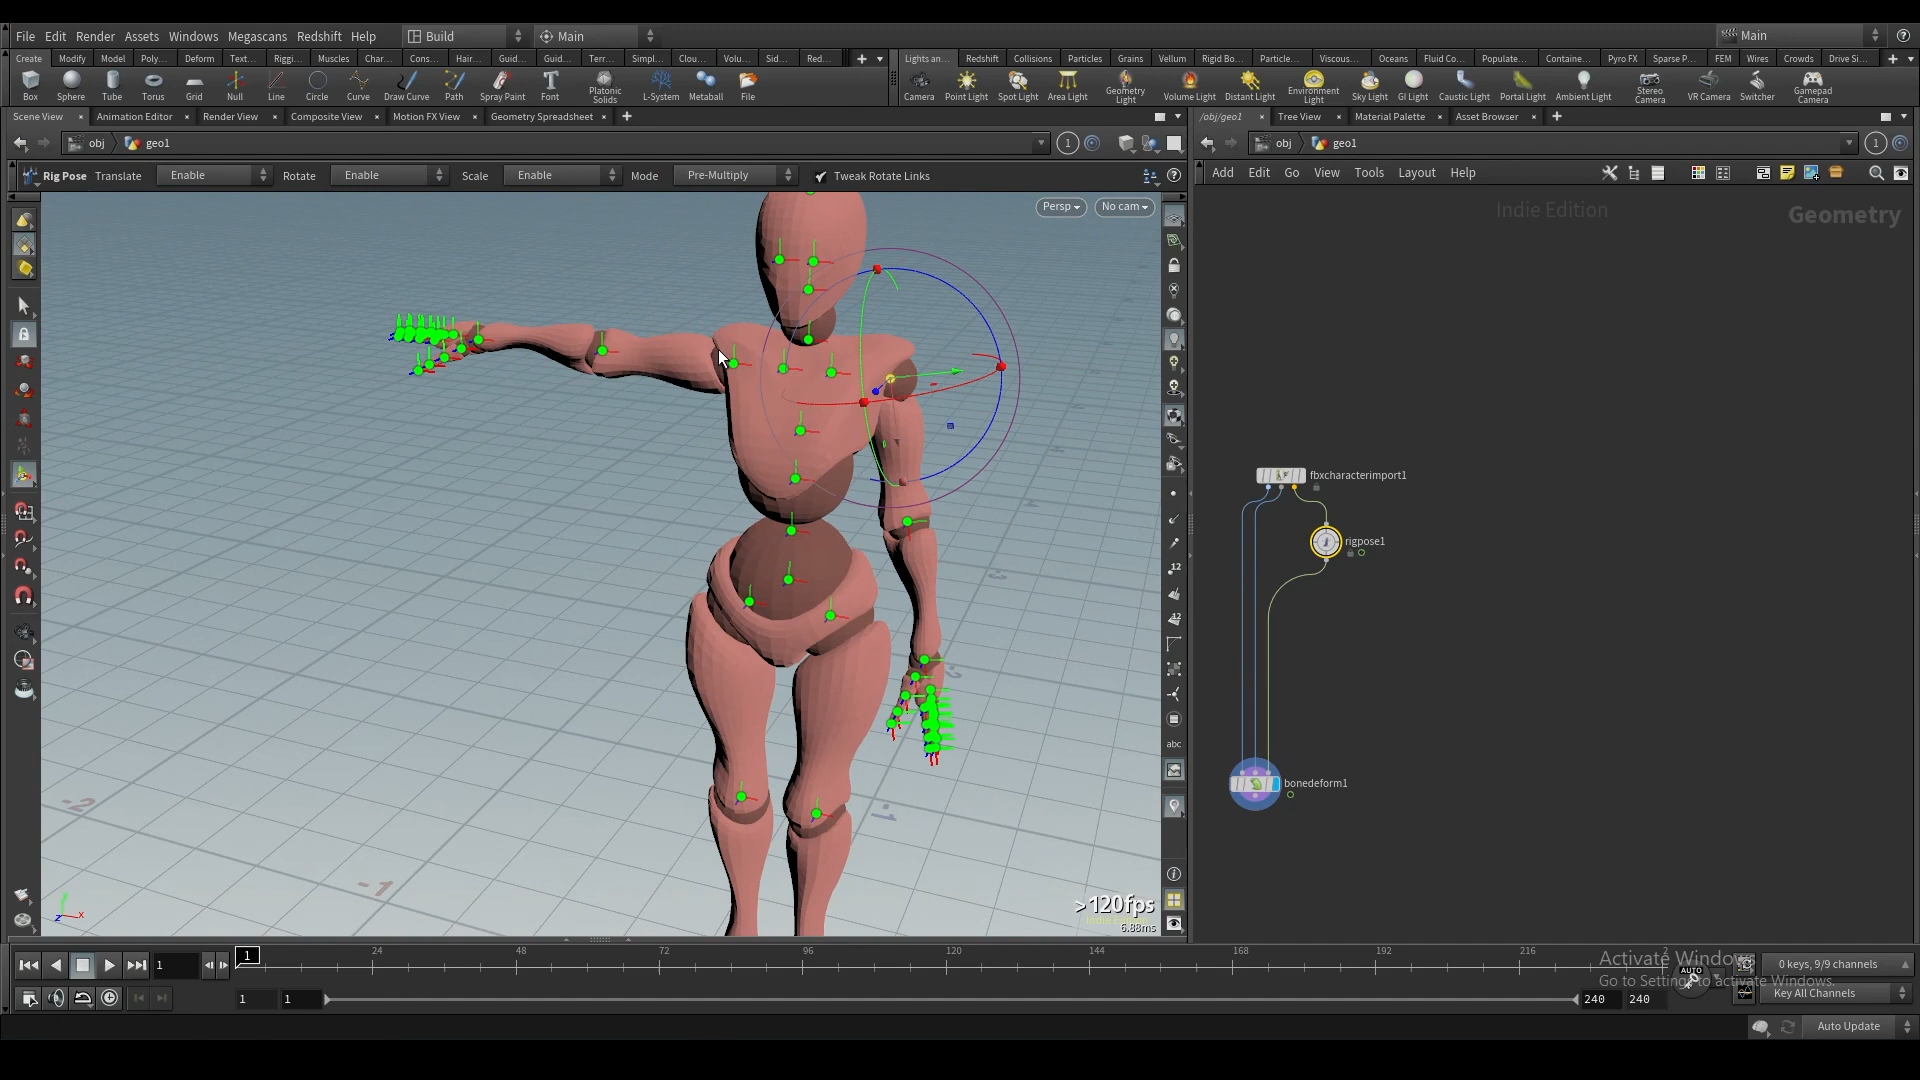 File Edit Render Assets Windows Megascans Redshift Help Build Main Main
Create Modify Model Poly... Deform Text... Riggi... Muscles Char... Cons... Hair... Guid... Guid... Terr... Simpl... Clou... Volu... Sid... Red...
Lights an... Redshift Collisions Particles Grains Vellum Rigid Bo... Particle... Viscous... Oceans Fluid Co... Populate... Containe... Pyro FX Sparse P... FEM Wires Crowds Drive Si...
Box Sphere Tube Torus Grid Null Line Circle Curve Draw Curve Path Spray Paint Font Platonic Solids L-System Metaball File
Camera Point Light Spot Light Area Light Geometry Light Volume Light Distant Light Environment Light Sky Light GI Light Caustic Light Portal Light Ambient Light Stereo Camera VR Camera Switcher Gamepad Camera
Scene View Animation Editor Render View Composite View Motion FX View Geometry Spreadsheet
/obj/geo1 Tree View Material Palette Asset Browser
obj geo1 1
obj geo1 1
Rig Pose Translate Enable Rotate Enable Scale Enable Mode Pre-Multiply Tweak Rotate Links
Add Edit Go View Tools Layout Help
Persp No cam
Indie Edition
Geometry
fbxcharacterimport1
rigpose1
bonedeform1
12
12
abc
-2
-1
z x
>120fps
6.88ms
1 1 24 48 72 96 120 144 168 192 216 2
Activate Windows
Go to Settings to activate Windows.
AUTO
0 keys, 9/9 channels
1 1 240 240
Key All Channels
Auto Update